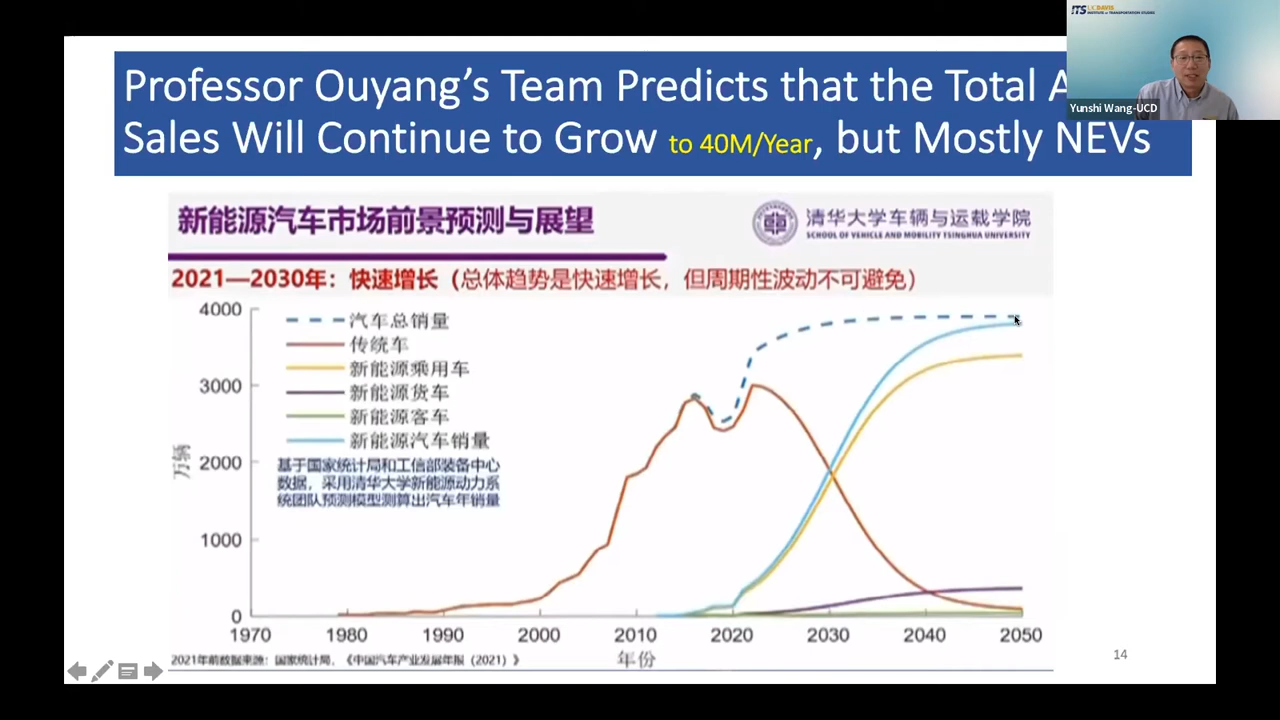 ITS UCDAVIS
INSTITUTE OF TRANSPORTATION STUDIES
Yunshi Wang-UCD
Professor Ouyang's Team Predicts that the Total A
Sales Will Continue to Grow to 40M/Year, but Mostly NEVs
新能源汽车市场前景预测与展望
清华大学车辆与运载学院
SCHOOL OF VEHICLE AND MOBILITY TSINGHUA UNIVERSITY
2021—2030年：快速增长（总体趋势是快速增长，但周期性波动不可避免）
4000
3000
2000
1000
0
万辆
汽车总销量
传统车
新能源乘用车
新能源货车
新能源客车
新能源汽车销量
基于国家统计局和工信部装备中心
数据，采用清华大学新能源动力系
统团队预测模型测算出汽车年销量
1970 1980 1990 2000 2010 2020 2030 2040 2050
年份
2021年前数据来源：国家统计局、《中国汽车产业发展年报（2021）》
14